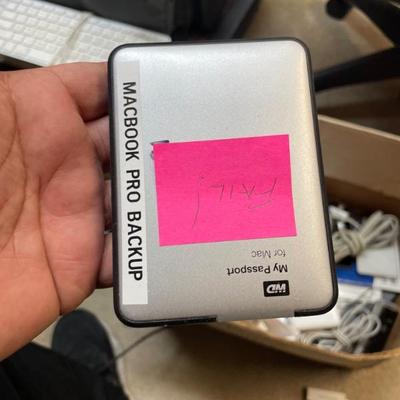 MACBOOK PRO BACKUP
FAIL!
My Passport
for Mac
WD